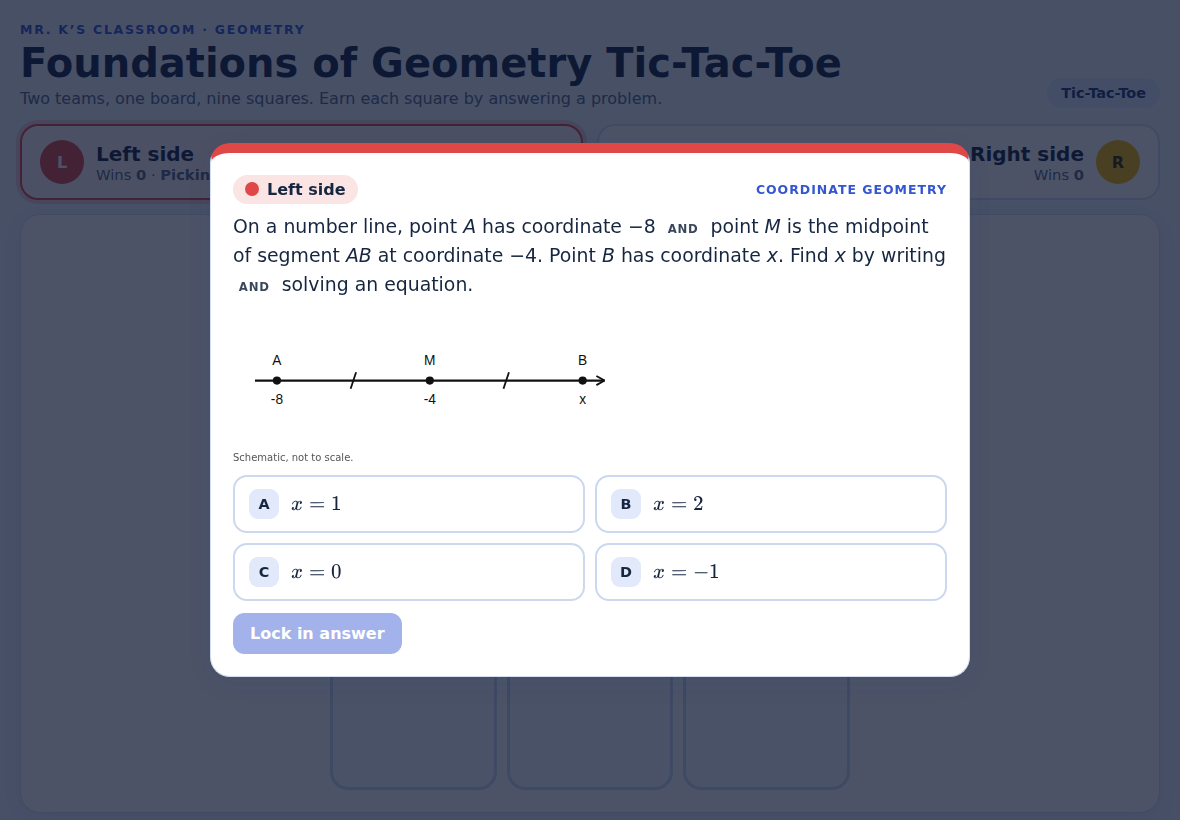 MR. K’S CLASSROOM · GEOMETRY
Foundations of Geometry Tic-Tac-Toe
Two teams, one board, nine squares. Earn each square by answering a problem.
Tic-Tac-Toe
L
Left side
Wins 0 · Pickin
Right side
Wins 0
R
Left side
COORDINATE GEOMETRY
On a number line, point A has coordinate −8 AND point M is the midpoint
of segment AB at coordinate −4. Point B has coordinate x. Find x by writing
AND solving an equation.
A M B
-8 -4 x
Schematic, not to scale.
A x = 1
B x = 2
C x = 0
D x = −1
Lock in answer